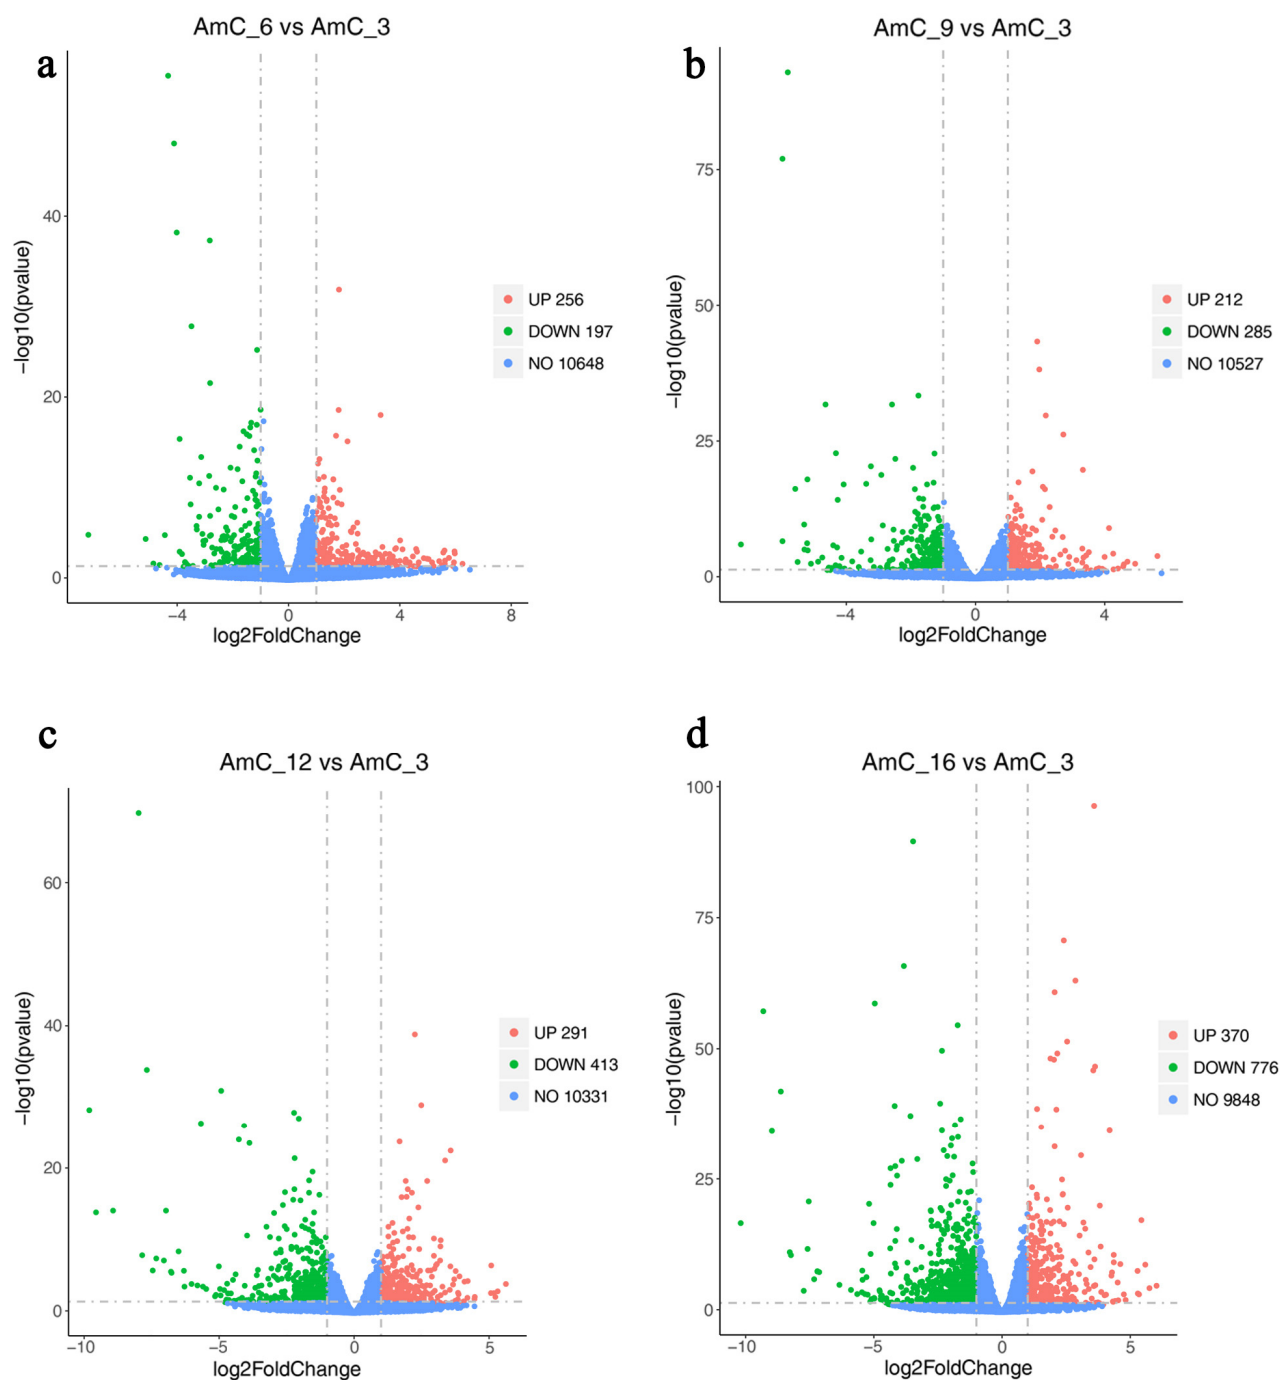 a
AmC_6 vs AmC_3
−log10(pvalue)
40
20
0
−4
0
4
8
log2FoldChange
UP 256
DOWN 197
NO 10648
b
AmC_9 vs AmC_3
−log10(pvalue)
75
50
25
0
−4
0
4
log2FoldChange
UP 212
DOWN 285
NO 10527
c
AmC_12 vs AmC_3
−log10(pvalue)
60
40
20
0
−10
−5
0
5
log2FoldChange
UP 291
DOWN 413
NO 10331
d
AmC_16 vs AmC_3
−log10(pvalue)
100
75
50
25
0
−10
−5
0
5
log2FoldChange
UP 370
DOWN 776
NO 9848